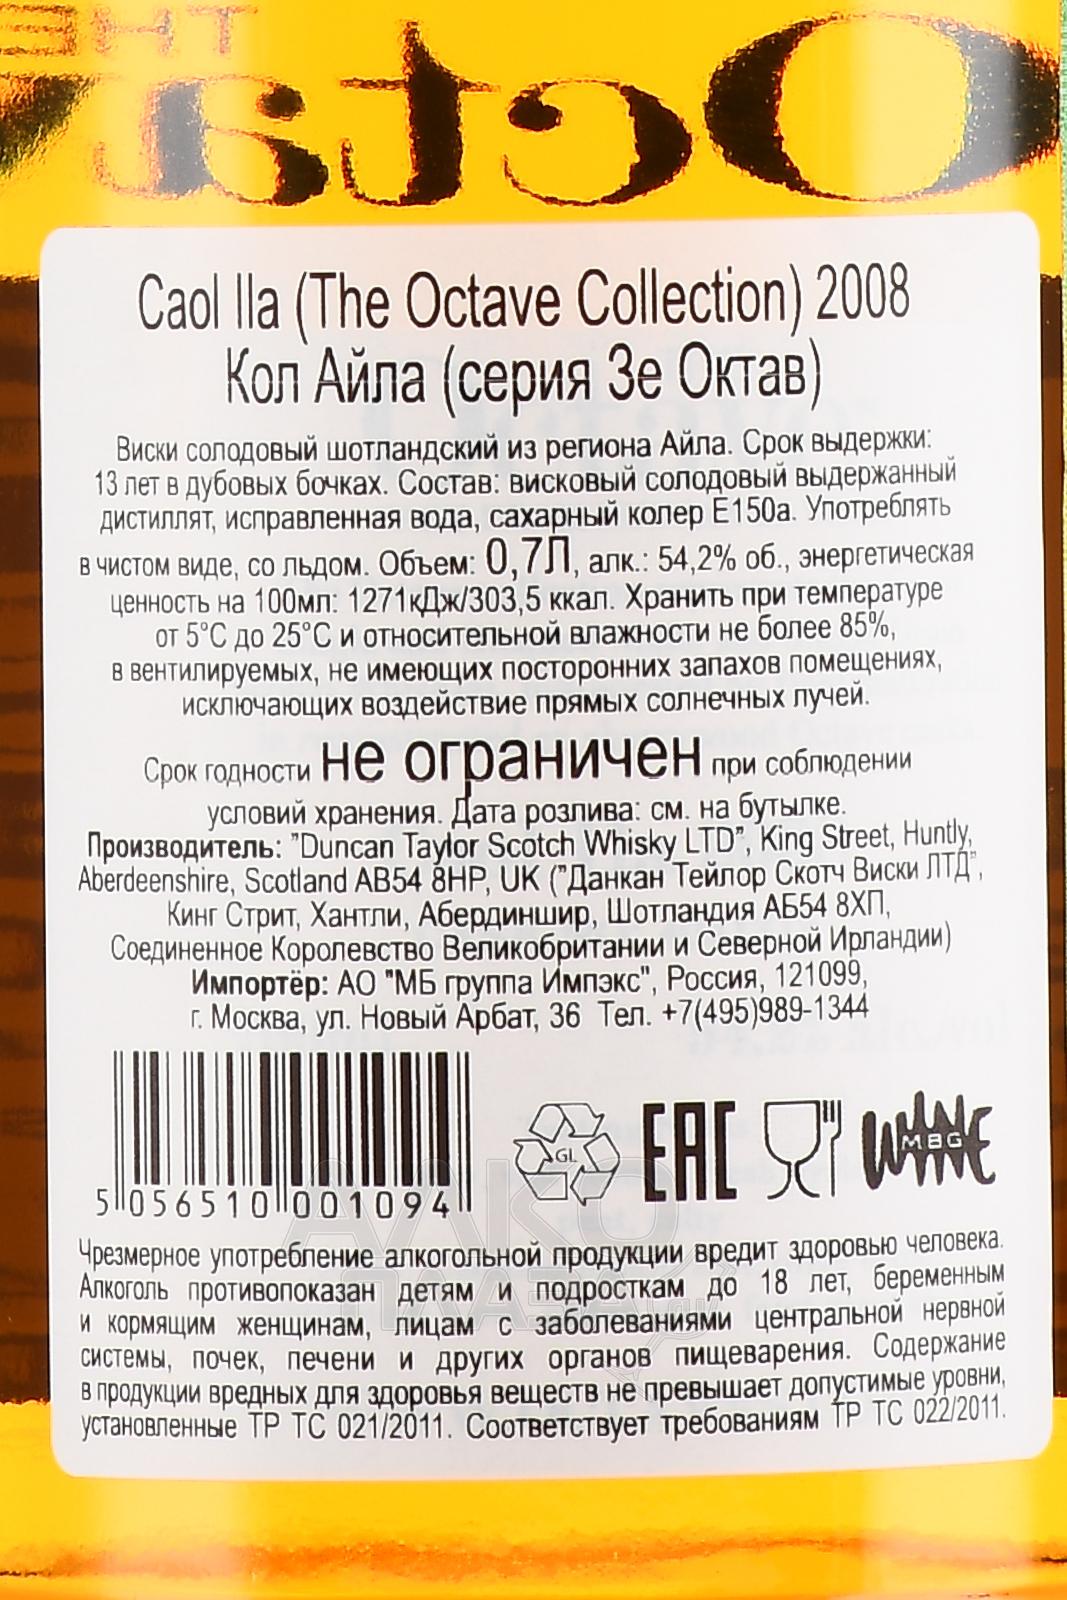 THE
Octa
Caol Ila (The Octave Collection) 2008
Кол Айла (серия Зе Октав)
Виски солодовый шотландский из региона Айла. Срок выдержки:
13 лет в дубовых бочках. Состав: висковый солодовый выдержанный
дистиллят, исправленная вода, сахарный колер Е150а. Употреблять
в чистом виде, со льдом. Объем: 0,7Л, алк.: 54,2% об., энергетическая
ценность на 100мл: 1271кДж/303,5 ккал. Хранить при температуре
от 5°С до 25°С и относительной влажности не более 85%,
в вентилируемых, не имеющих посторонних запахов помещениях,
исключающих воздействие прямых солнечных лучей.
Срок годности не ограничен при соблюдении
условий хранения. Дата розлива: см. на бутылке.
Производитель: "Duncan Taylor Scotch Whisky LTD", King Street, Huntly,
Aberdeenshire, Scotland AB54 8HP, UK ("Данкан Тейлор Скотч Виски ЛТД",
Кинг Стрит, Хантли, Абердиншир, Шотландия АБ54 8ХП,
Соединенное Королевство Великобритании и Северной Ирландии)
Импортёр: АО "МБ группа Импэкс", Россия, 121099,
г. Москва, ул. Новый Арбат, 36 Тел. +7(495)989-1344
5 056510 001094
GL
EAC
WINE
MBG
АЛКО
ПЛАЗА.ru
Чрезмерное употребление алкогольной продукции вредит здоровью человека.
Алкоголь противопоказан детям и подросткам до 18 лет, беременным
и кормящим женщинам, лицам с заболеваниями центральной нервной
системы, почек, печени и других органов пищеварения. Содержание
в продукции вредных для здоровья веществ не превышает допустимые уровни,
установленные ТР ТС 021/2011. Соответствует требованиям ТР ТС 022/2011.